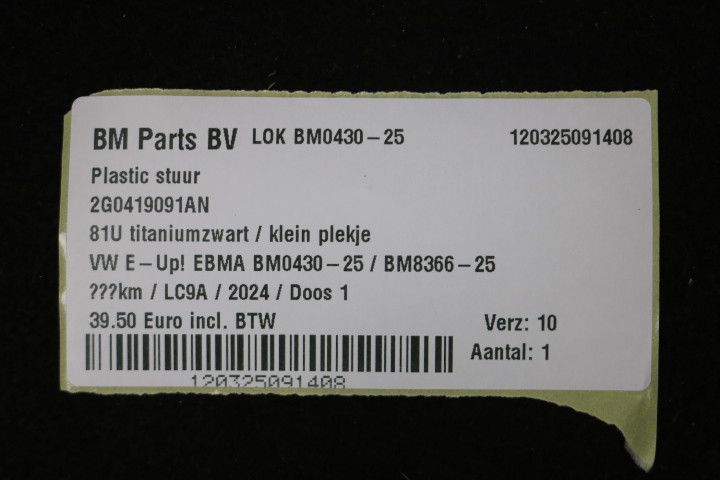 BM Parts BV LOK BM0430-25 120325091408
Plastic stuur
2G0419091AN
81U titaniumzwart / klein plekje
VW E-Up! EBMA BM0430-25 / BM8366-25
???km / LC9A / 2024 / Doos 1
39.50 Euro incl. BTW Verz: 10
Aantal: 1
120325091408